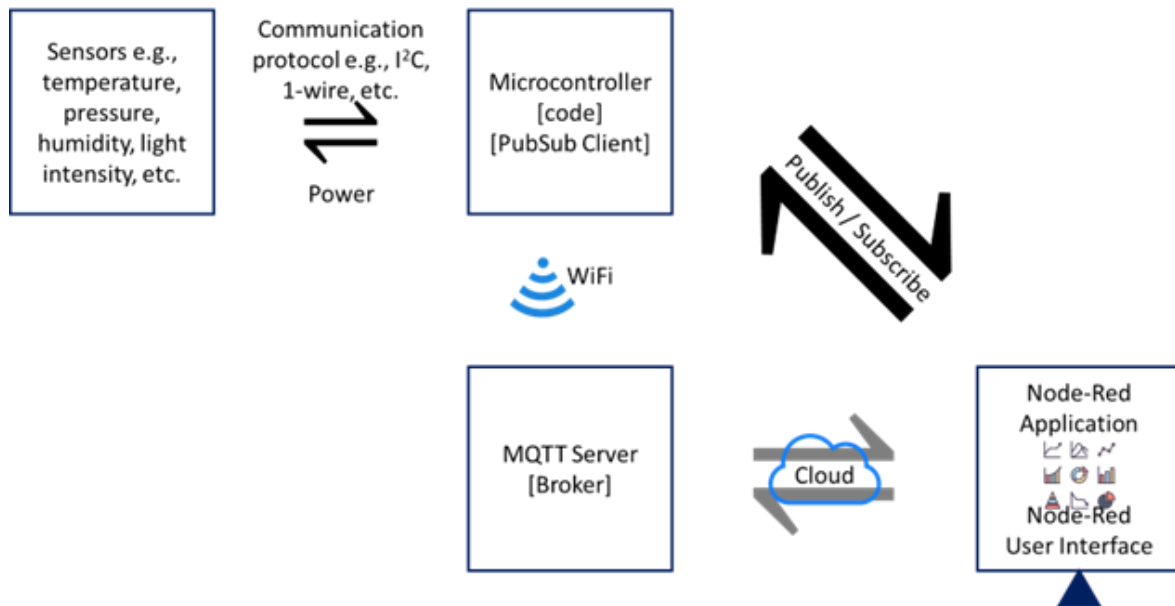 Sensors e.g.,
temperature,
pressure,
humidity, light
intensity, etc.
Communication
protocol e.g., I²C,
1-wire, etc.
Power
Microcontroller
[code]
[PubSub Client]
Publish / Subscribe
WiFi
MQTT Server
[Broker]
Cloud
Node-Red
Application
Node-Red
User Interface